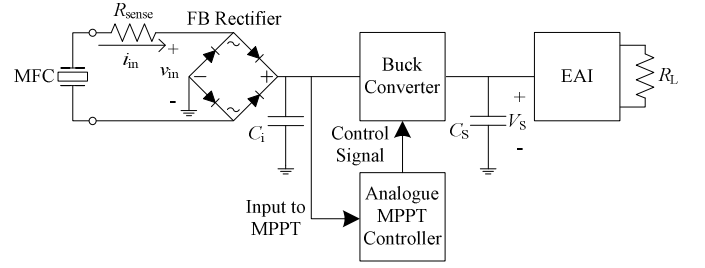 Rsense
FB Rectifier
iin
+
vin
-
MFC
~
−
+
~
Ci
Buck
Converter
Control
Signal
Input to
MPPT
Analogue
MPPT
Controller
CS
+
VS
-
EAI
RL